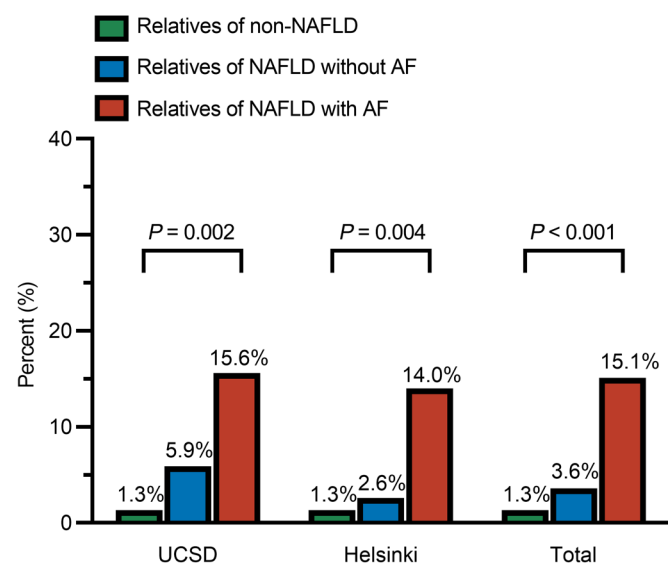 Relatives of non-NAFLD
Relatives of NAFLD without AF
Relatives of NAFLD with AF
Percent (%)
40
30
20
10
0
P = 0.002
P = 0.004
P < 0.001
1.3%
5.9%
15.6%
1.3%
2.6%
14.0%
1.3%
3.6%
15.1%
UCSD
Helsinki
Total